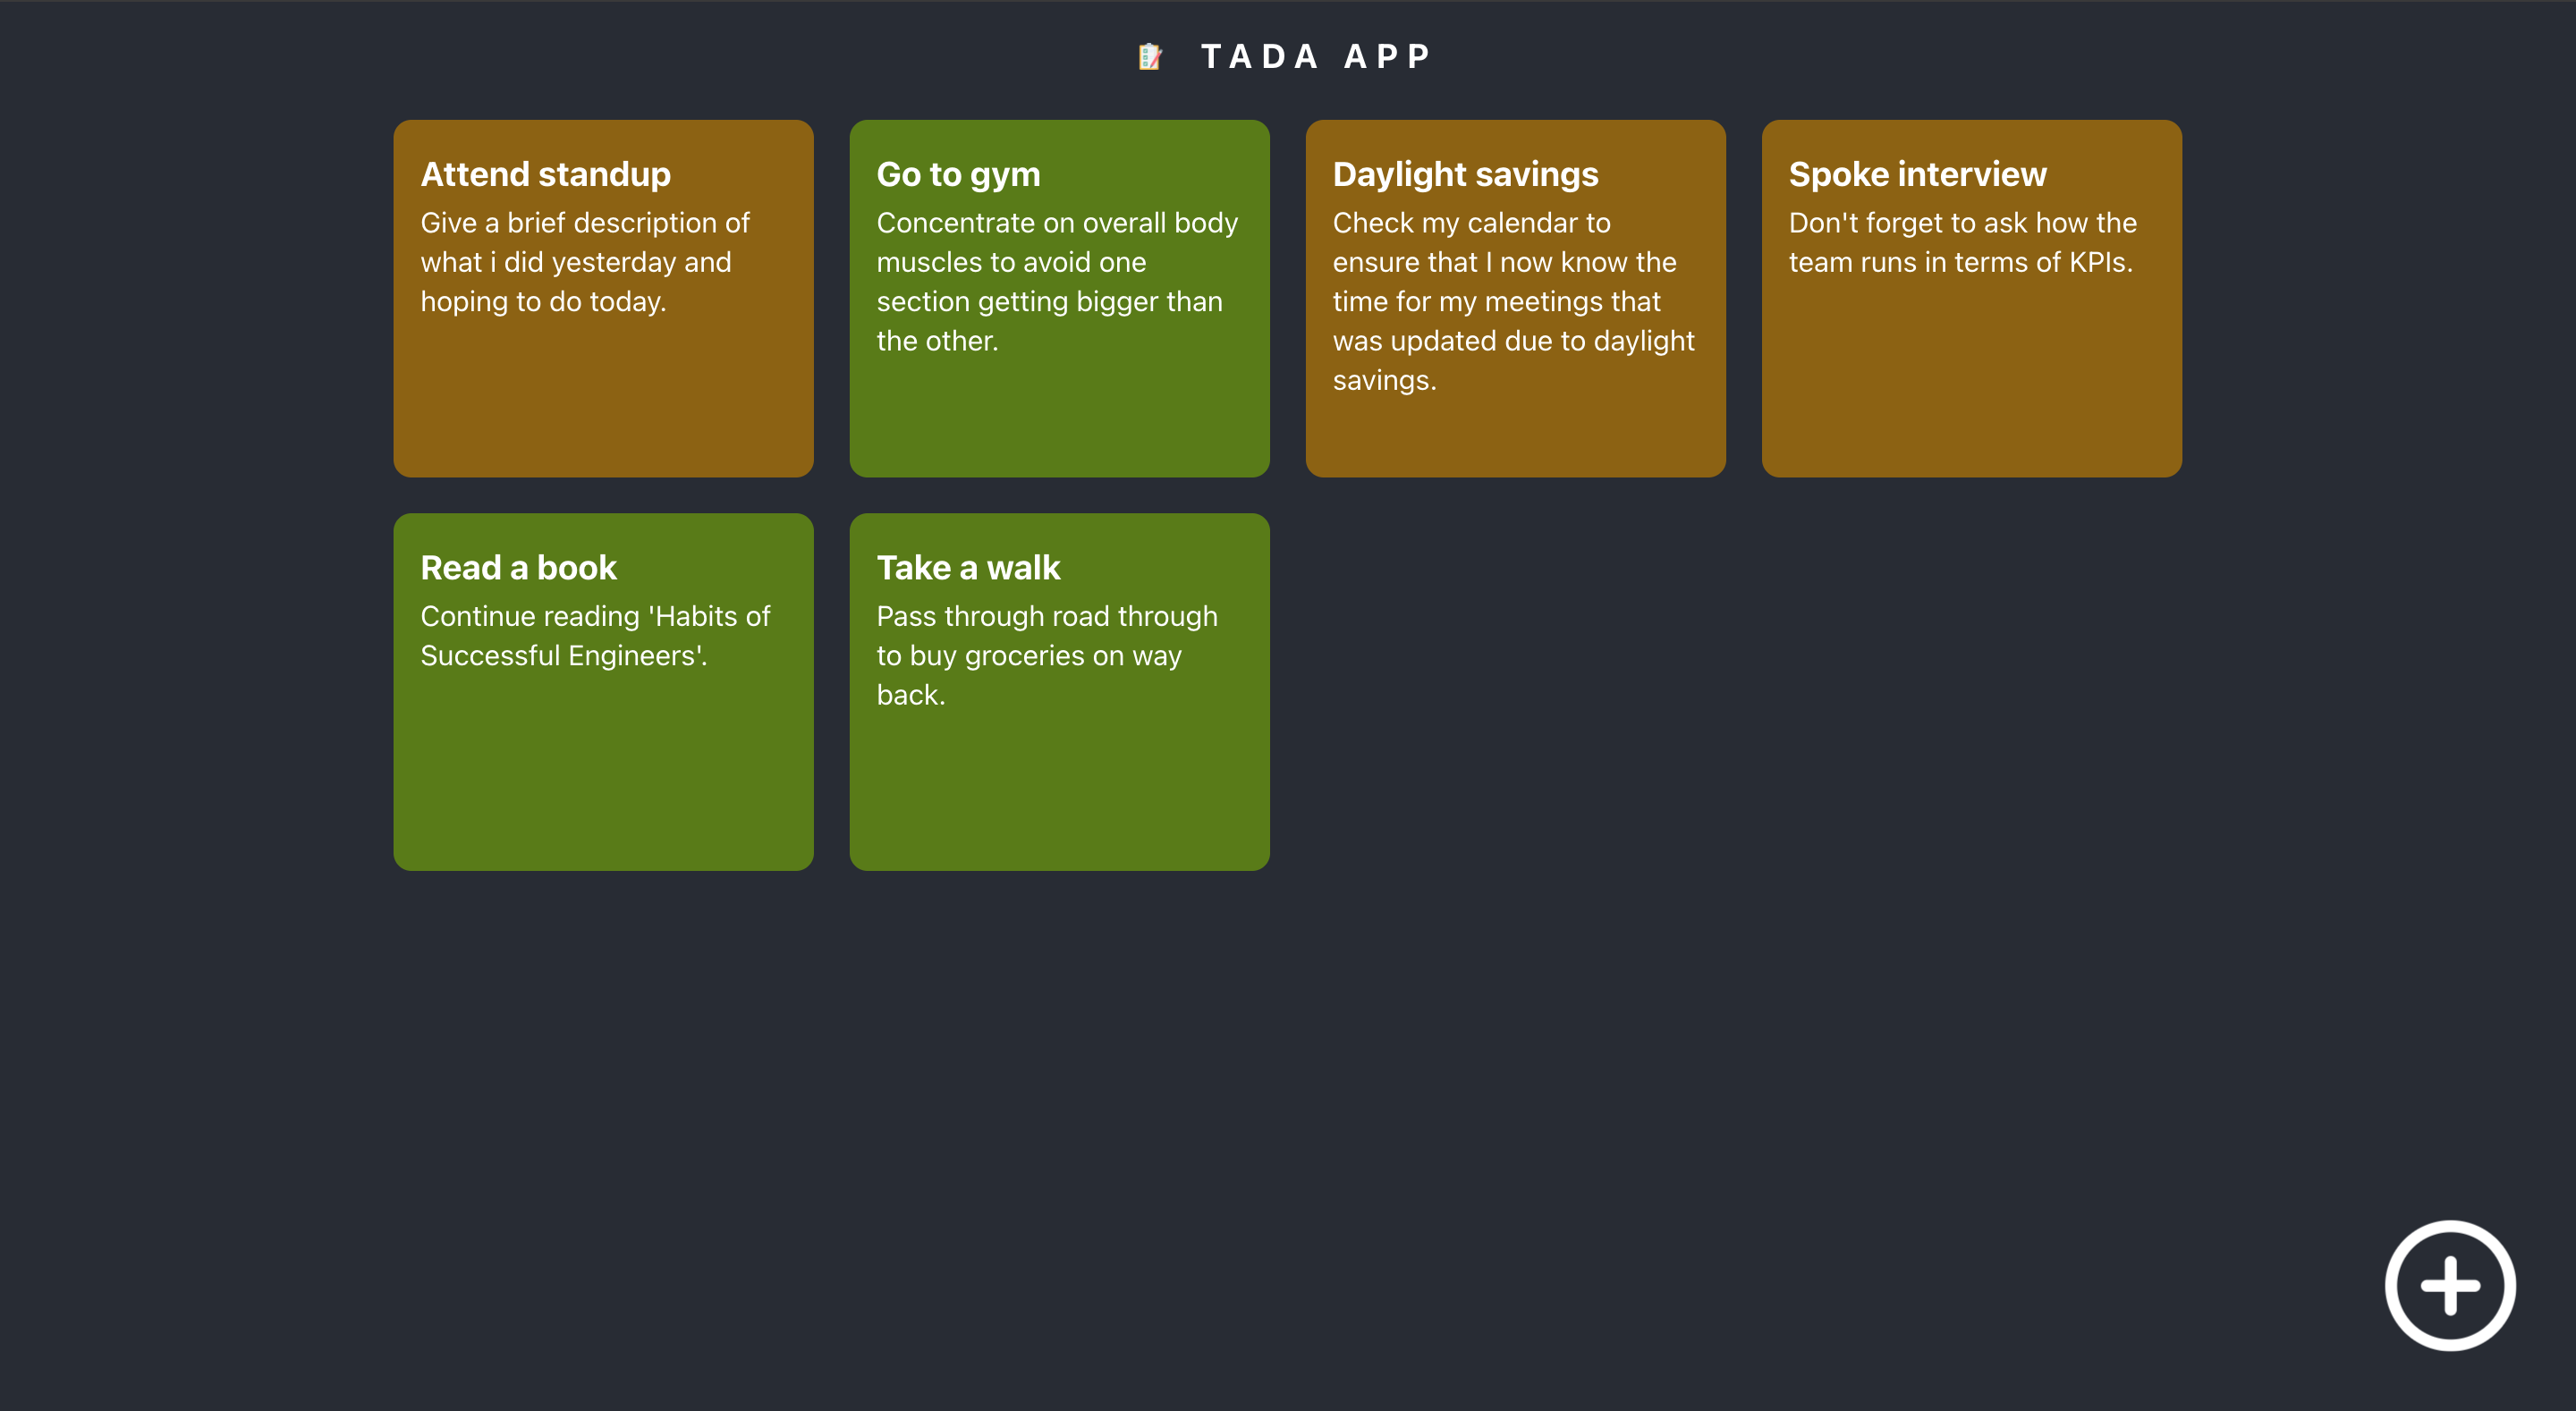 TADA APP
Attend standup
Give a brief description of
what i did yesterday and
hoping to do today.
Go to gym
Concentrate on overall body
muscles to avoid one
section getting bigger than
the other.
Daylight savings
Check my calendar to
ensure that I now know the
time for my meetings that
was updated due to daylight
savings.
Spoke interview
Don't forget to ask how the
team runs in terms of KPIs.
Read a book
Continue reading 'Habits of
Successful Engineers'.
Take a walk
Pass through road through
to buy groceries on way
back.